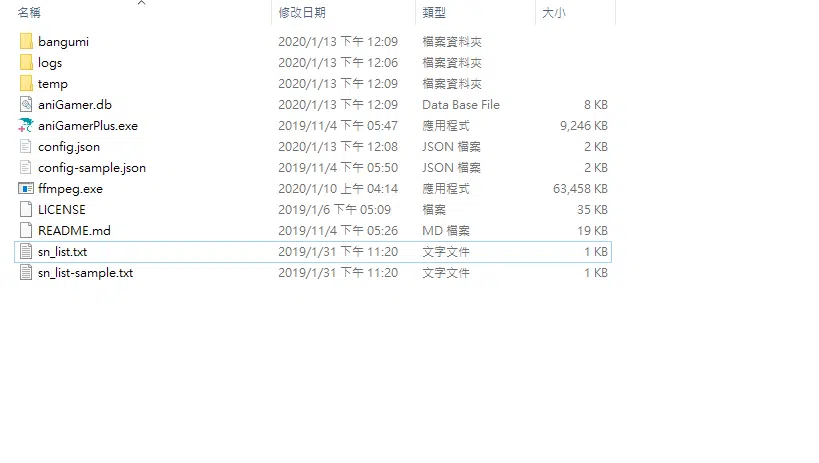 名稱 修改日期 類型 大小
bangumi 2020/1/13 下午 12:09 檔案資料夾
logs 2020/1/13 下午 12:06 檔案資料夾
temp 2020/1/13 下午 12:09 檔案資料夾
aniGamer.db 2020/1/13 下午 12:09 Data Base File 8 KB
aniGamerPlus.exe 2019/11/4 下午 05:47 應用程式 9,246 KB
config.json 2020/1/13 下午 12:08 JSON 檔案 2 KB
config-sample.json 2019/11/4 下午 05:50 JSON 檔案 2 KB
ffmpeg.exe 2020/1/10 上午 04:14 應用程式 63,458 KB
LICENSE 2019/1/6 下午 05:09 檔案 35 KB
README.md 2019/11/4 下午 05:26 MD 檔案 19 KB
sn_list.txt 2019/1/31 下午 11:20 文字文件 1 KB
sn_list-sample.txt 2019/1/31 下午 11:20 文字文件 1 KB